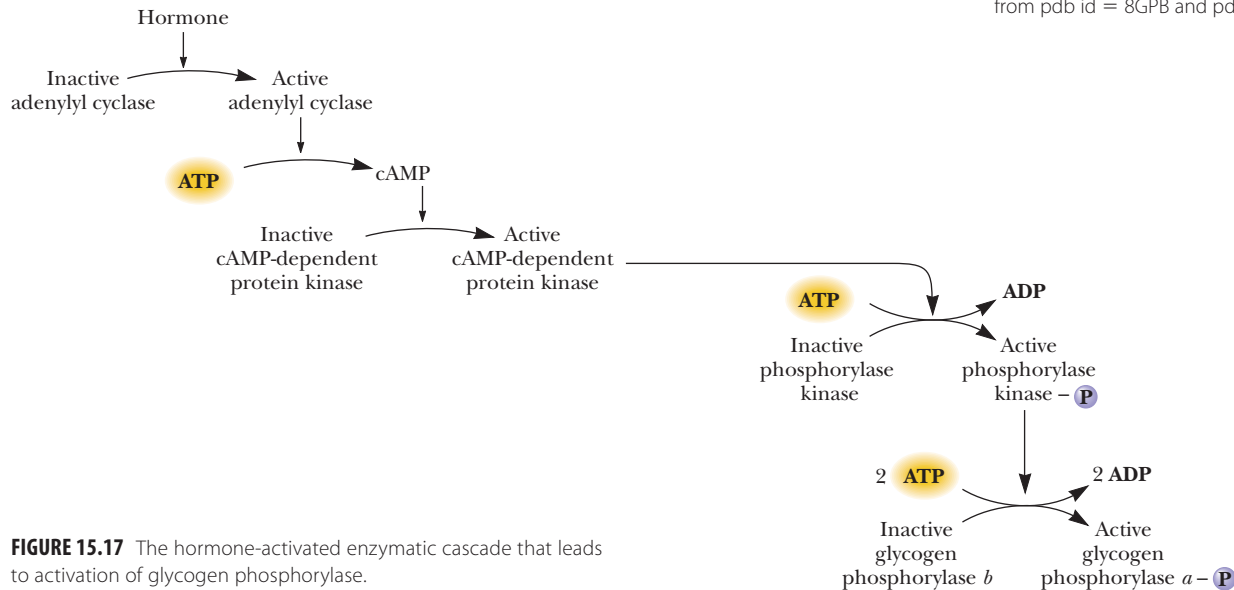 from pdb id = 8GPB and pd
Hormone
Inactive
adenylyl cyclase
Active
adenylyl cyclase
ATP
cAMP
Inactive
cAMP-dependent
protein kinase
Active
cAMP-dependent
protein kinase
ATP
ADP
Inactive
phosphorylase
kinase
Active
phosphorylase
kinase – P
2 ATP
2 ADP
Inactive
glycogen
phosphorylase b
Active
glycogen
phosphorylase a – P
FIGURE 15.17 The hormone-activated enzymatic cascade that leads
to activation of glycogen phosphorylase.